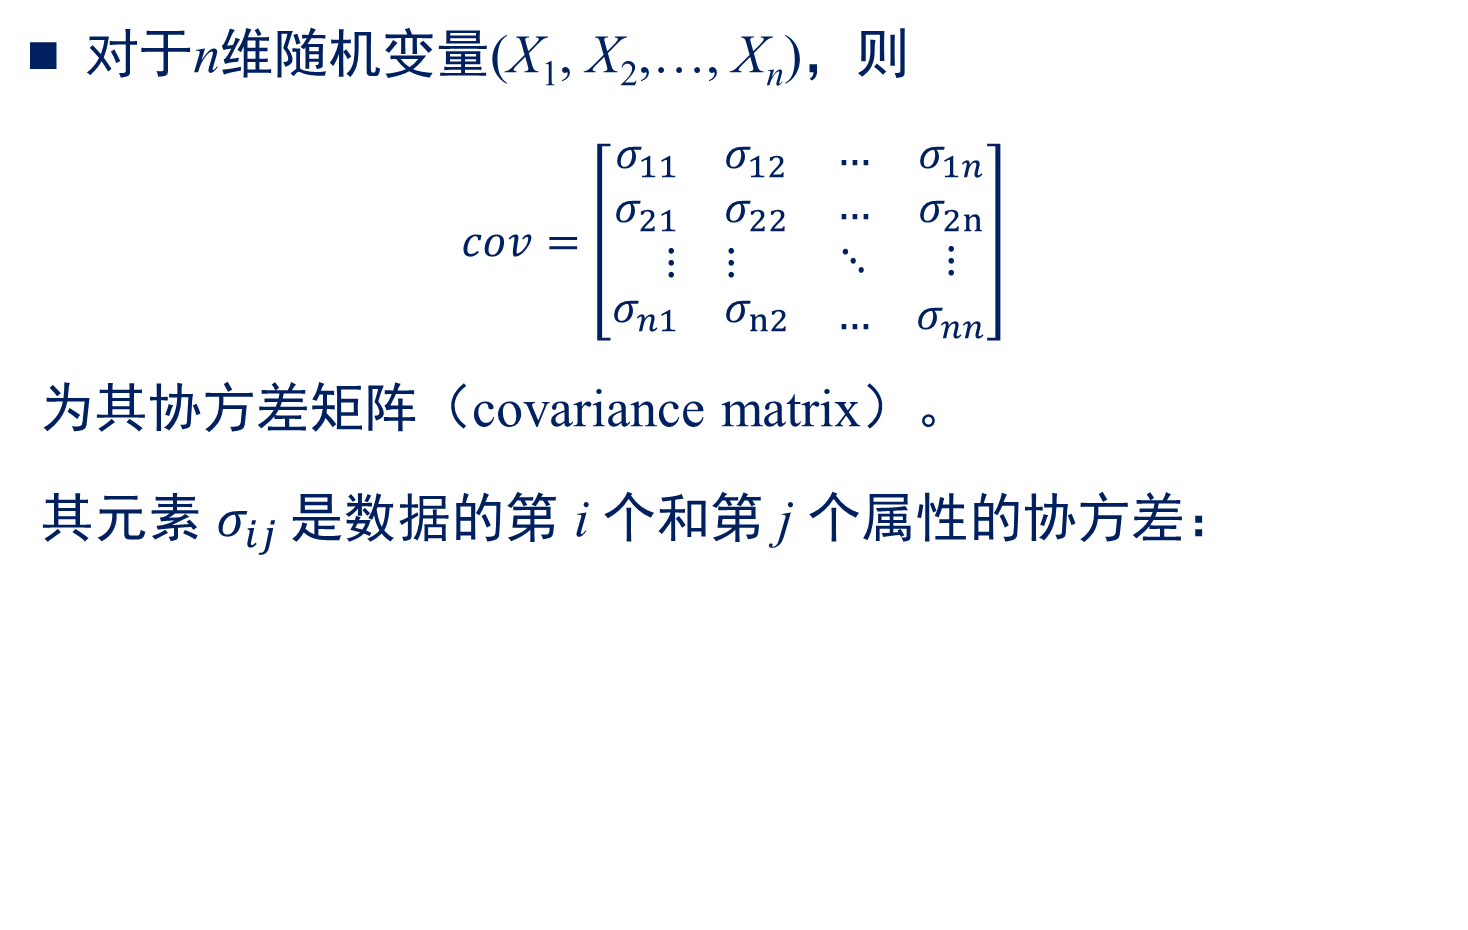 ■ 对于n维随机变量(X₁, X₂,…, Xₙ)，则
σ₁₁ σ₁₂ … σ₁ₙ
σ₂₁ σ₂₂ … σ₂ₙ
cov =
⋮ ⋮ ⋱ ⋮
σₙ₁ σₙ₂ … σₙₙ
为其协方差矩阵（covariance matrix）。
其元素 σᵢⱼ 是数据的第 i 个和第 j 个属性的协方差：